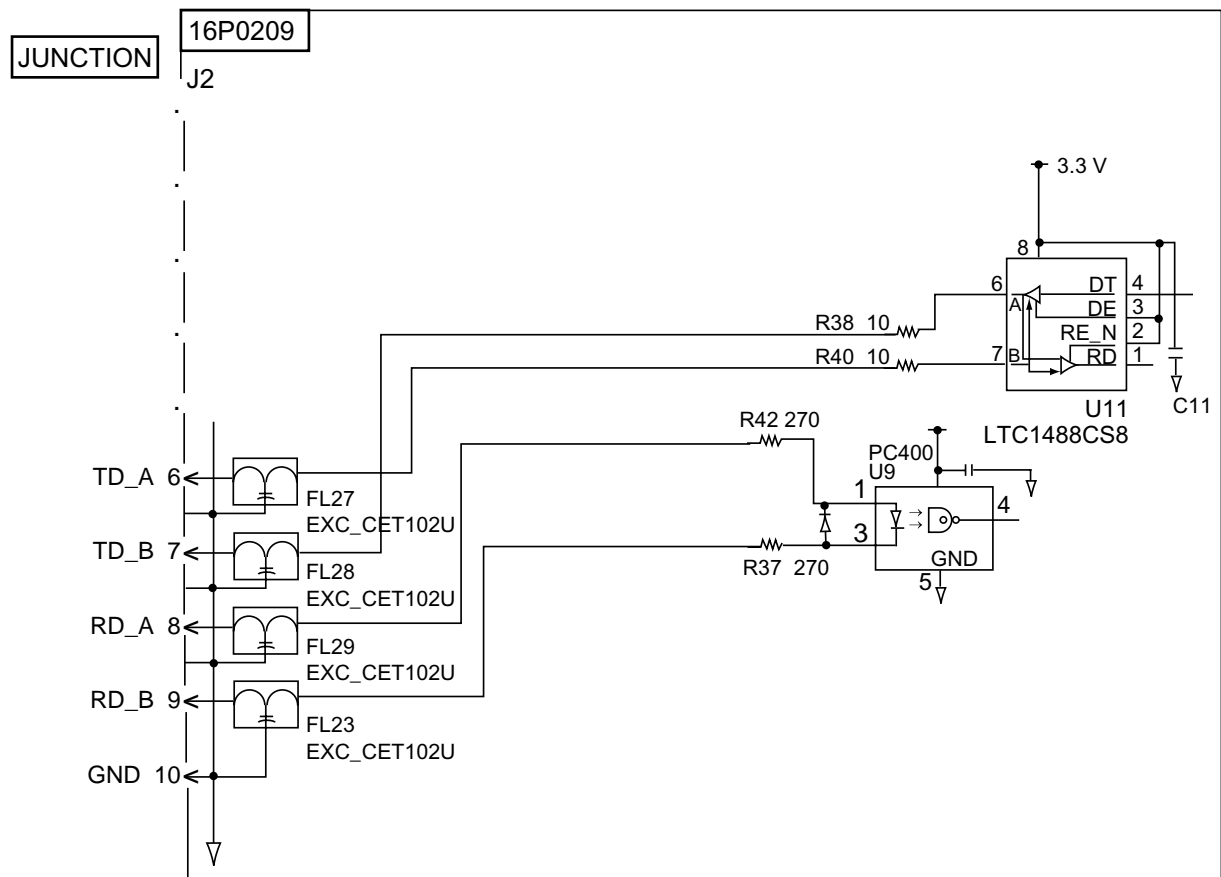 16P0209
JUNCTION
J2
3.3 V
8
6
DT 4
A
DE 3
RE_N 2
R38 10
7
B
RD 1
R40 10
C11
U11
LTC1488CS8
R42 270
PC400
U9
1
4
3
GND
R37 270
5
TD_A 6
FL27
EXC_CET102U
TD_B 7
FL28
EXC_CET102U
RD_A 8
FL29
EXC_CET102U
RD_B 9
FL23
EXC_CET102U
GND 10